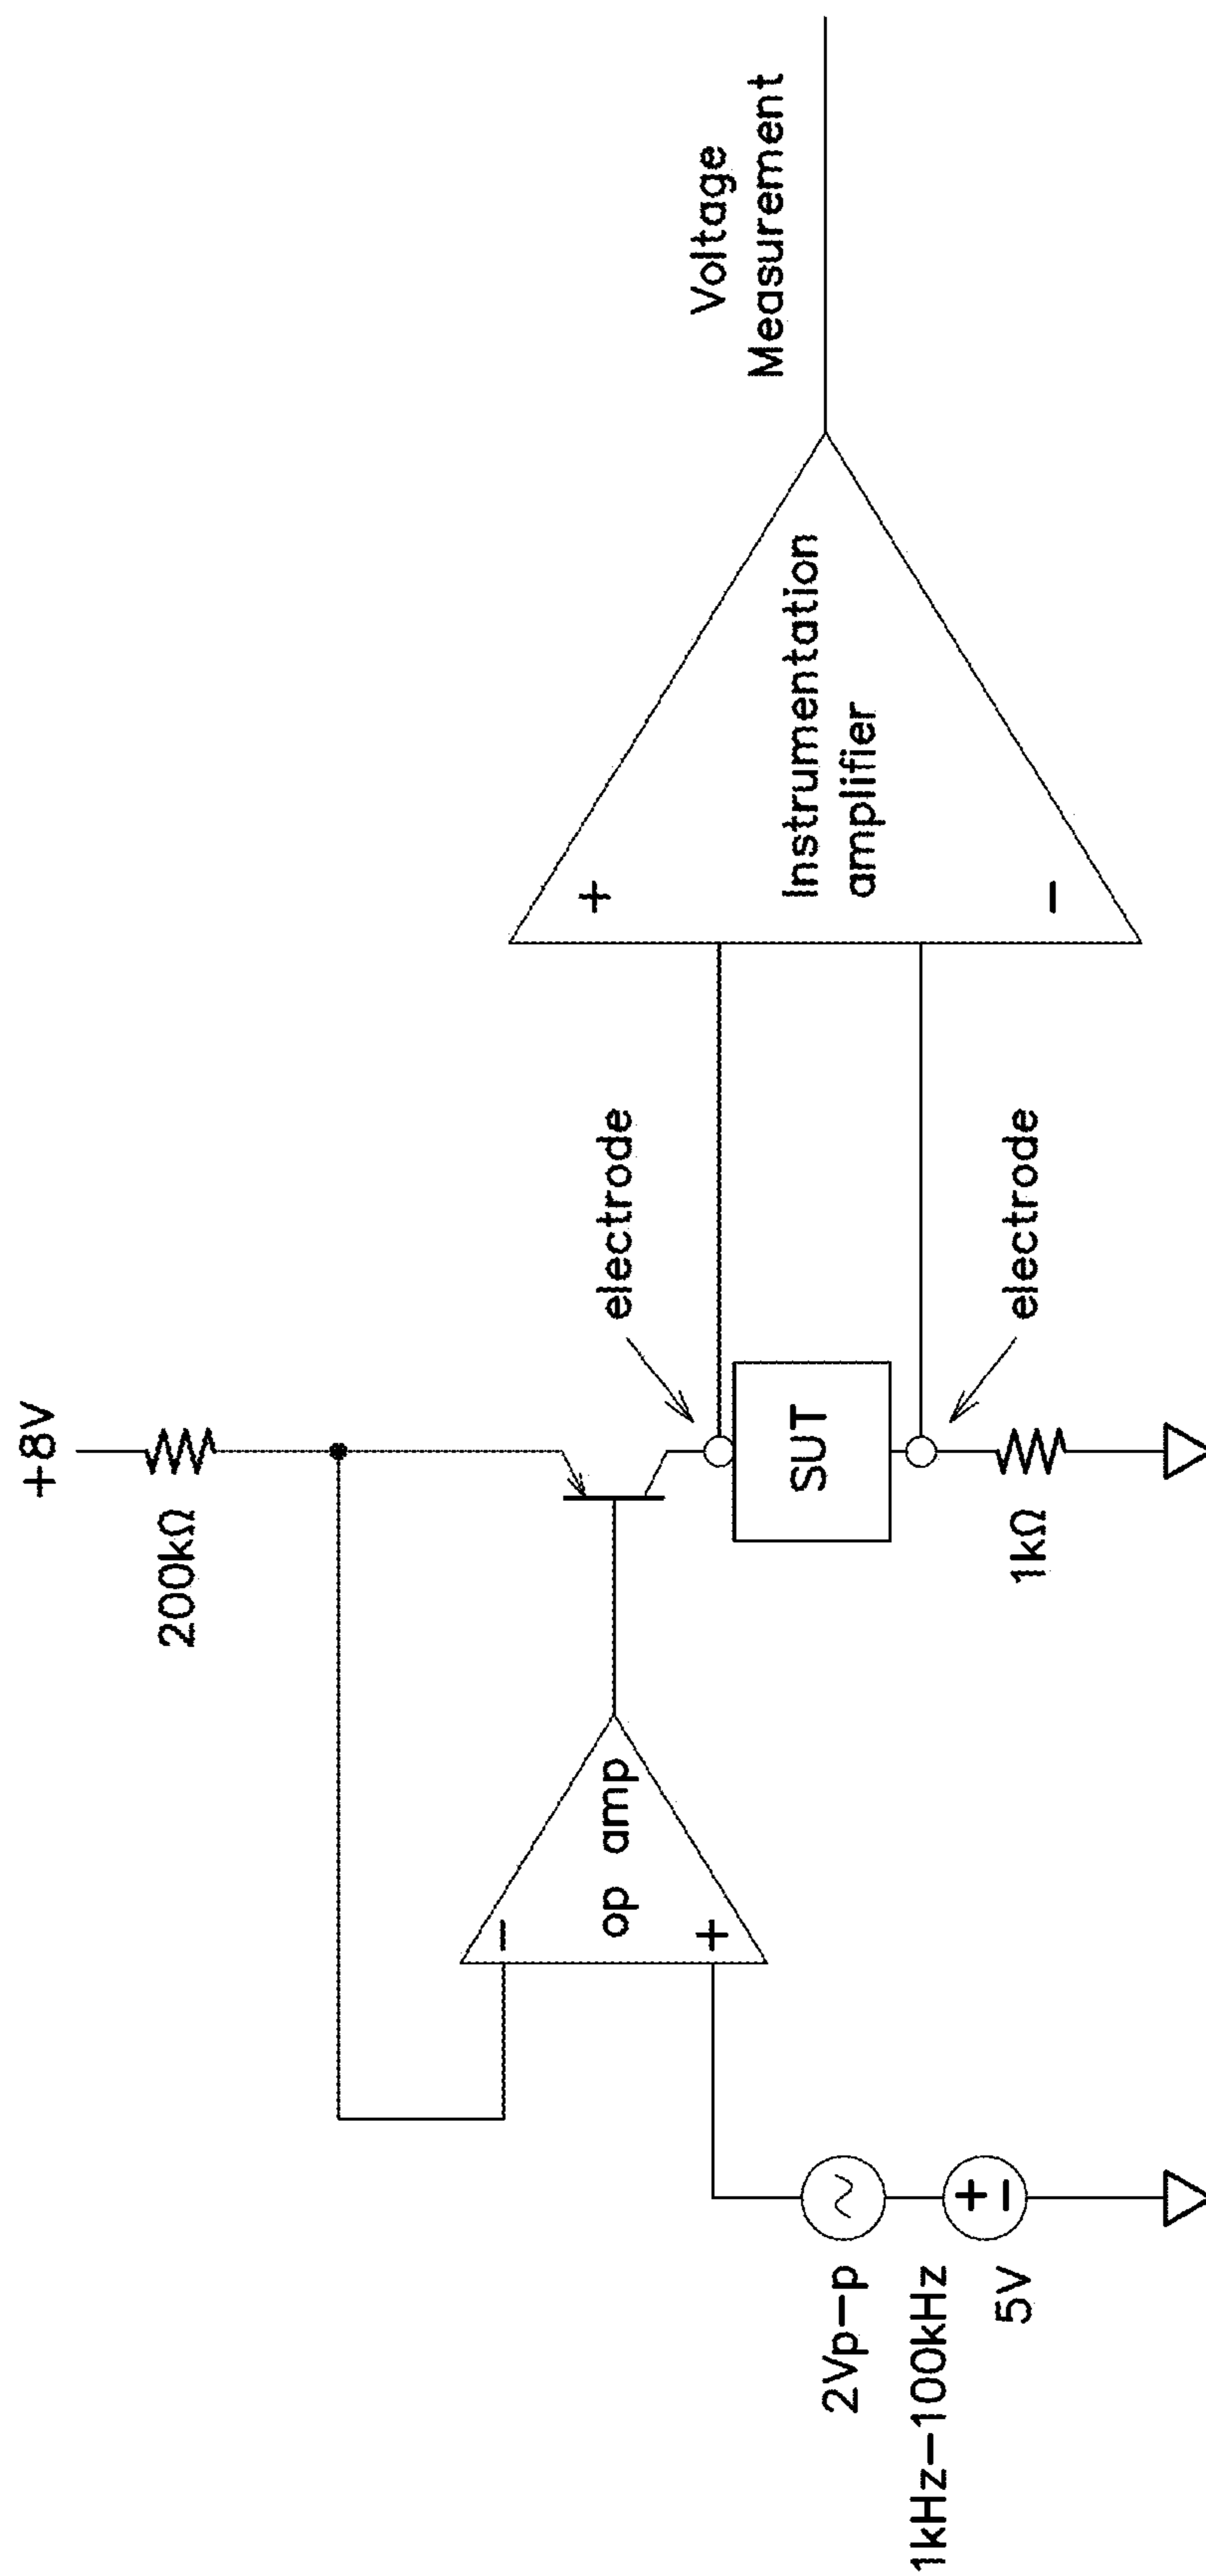 +8V
200kΩ
−
op amp
+
2Vp−p
1kHz−100kHz
+
−
5V
electrode
SUT
electrode
1kΩ
+
Instrumentation
amplifier
−
Voltage
Measurement